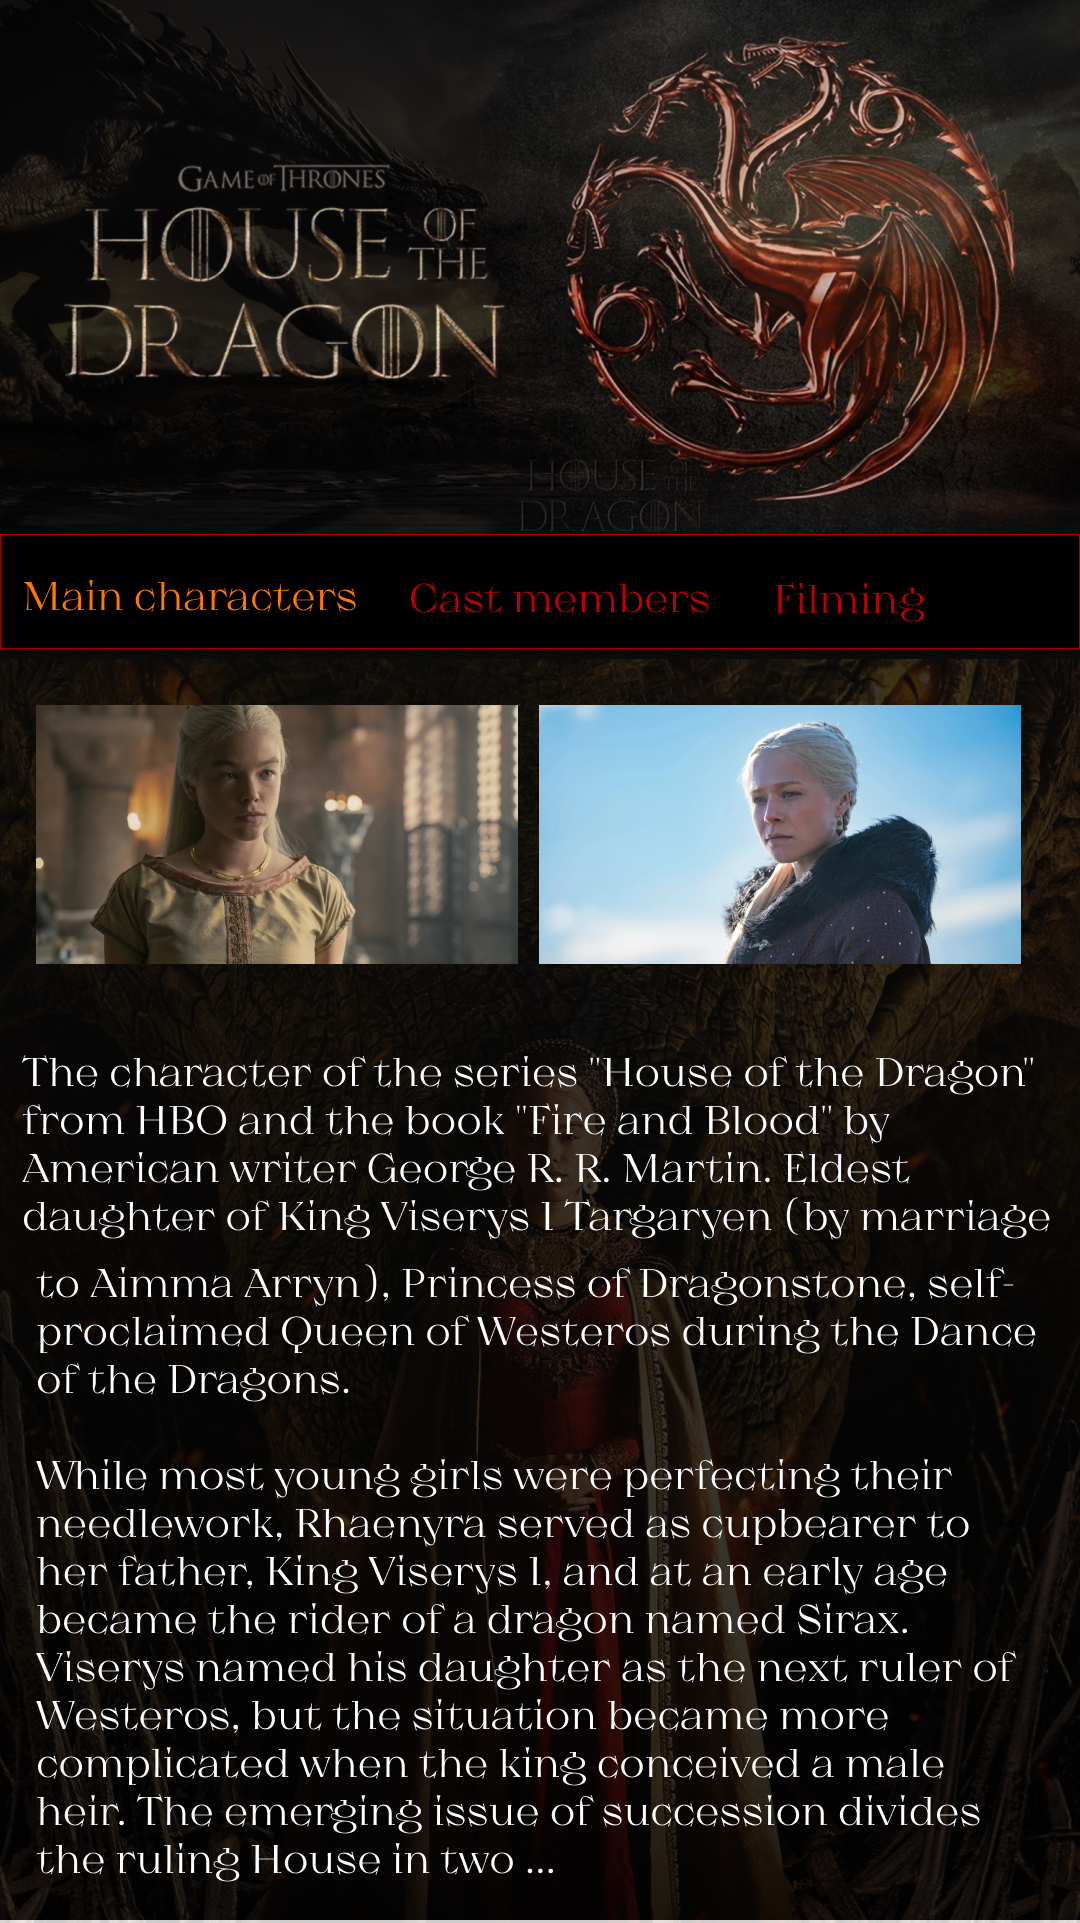 GAME OF THRONES
HOUSE OF THE
DRAGON
HOUSE OF THE
DRAGON
Main characters
Cast members
Filming
The character of the series "House of the Dragon"
from HBO and the book "Fire and Blood" by
American writer George R. R. Martin. Eldest
daughter of King Viserys I Targaryen (by marriage
to Aimma Arryn), Princess of Dragonstone, self-
proclaimed Queen of Westeros during the Dance
of the Dragons.
While most young girls were perfecting their
needlework, Rhaenyra served as cupbearer to
her father, King Viserys I, and at an early age
became the rider of a dragon named Sirax.
Viserys named his daughter as the next ruler of
Westeros, but the situation became more
complicated when the king conceived a male
heir. The emerging issue of succession divides
the ruling House in two ...